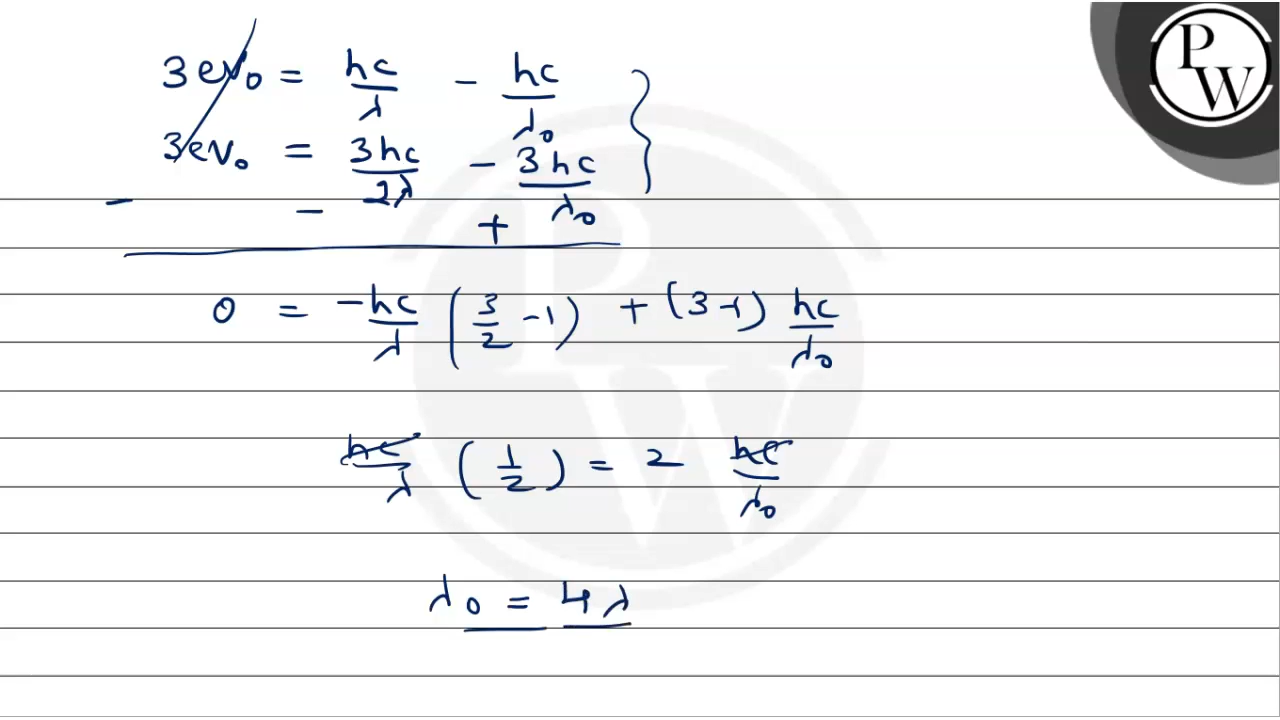 3eV₀ = hc/λ - hc/λ₀ }
3eV₀ = 3hc/2λ - 3hc/λ₀
- - +
0 = -hc/λ (3/2 - 1) + (3-1) hc/λ₀
hc/λ (1/2) = 2 hc/λ₀
λ₀ = 4λ
PW
PW